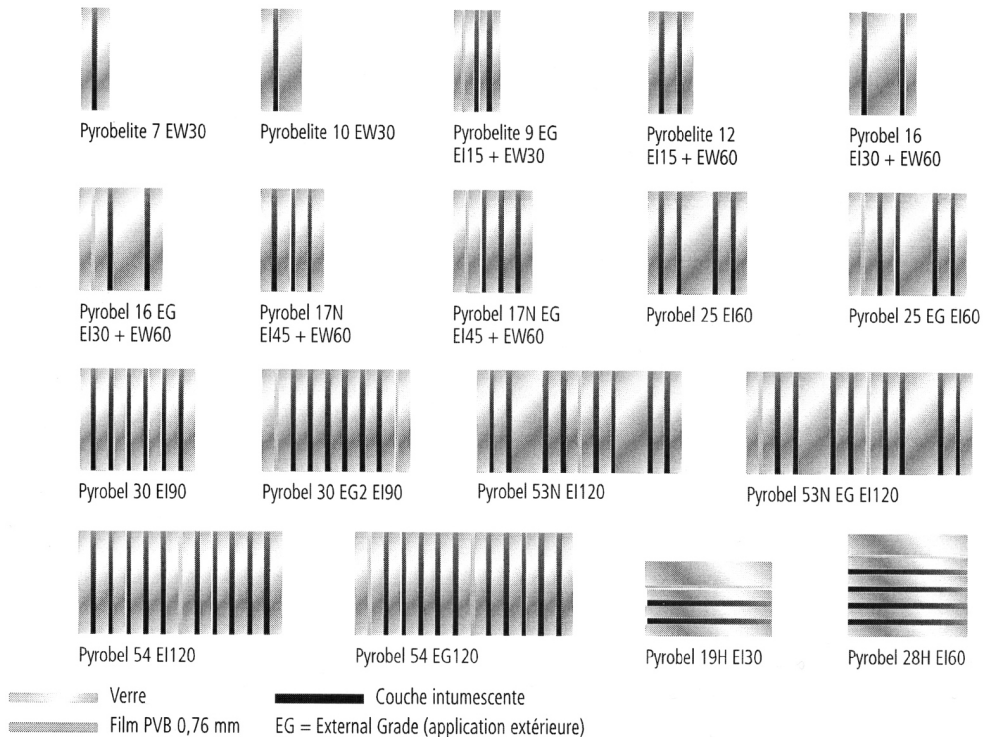 Pyrobelite 7 EW30
Pyrobelite 10 EW30
Pyrobelite 9 EG
EI15 + EW30
Pyrobelite 12
EI15 + EW60
Pyrobel 16
EI30 + EW60
Pyrobel 16 EG
EI30 + EW60
Pyrobel 17N
EI45 + EW60
Pyrobel 17N EG
EI45 + EW60
Pyrobel 25 EI60
Pyrobel 25 EG EI60
Pyrobel 30 EI90
Pyrobel 30 EG2 EI90
Pyrobel 53N EI120
Pyrobel 53N EG EI120
Pyrobel 54 EI120
Pyrobel 54 EG120
Pyrobel 19H EI30
Pyrobel 28H EI60
Verre
Couche intumescente
Film PVB 0,76 mm
EG = External Grade (application extérieure)